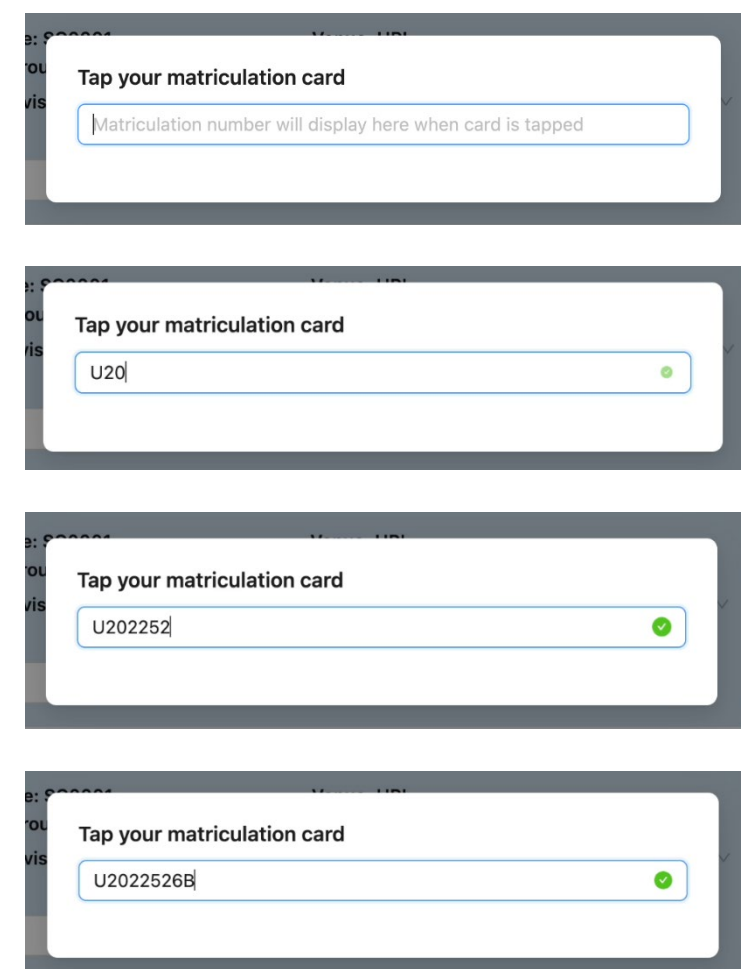 Tap your matriculation card
Matriculation number will display here when card is tapped
Tap your matriculation card
U20
Tap your matriculation card
U202252
Tap your matriculation card
U2022526B